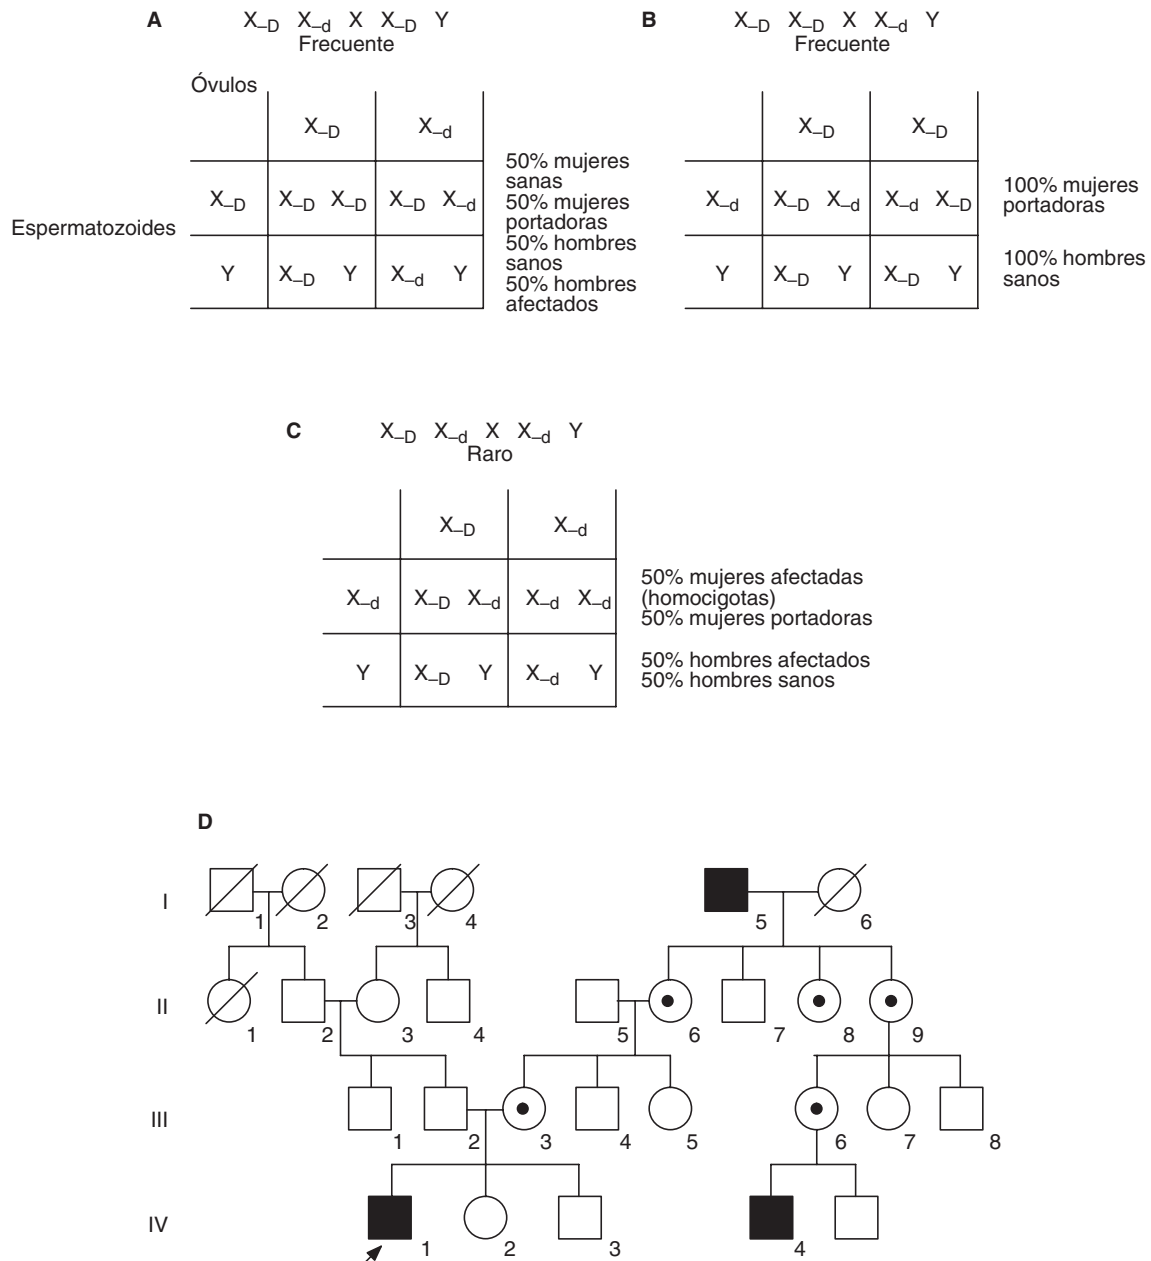 A X–D X–d X X–D Y
Frecuente
Óvulos
X–D X–d
Espermatozoides
X–D X–D X–D X–D X–d
Y X–D Y X–d Y
50% mujeres
sanas
50% mujeres
portadoras
50% hombres
sanos
50% hombres
afectados
B X–D X–D X X–d Y
Frecuente
X–D X–D
X–d X–D X–d X–d X–D
Y X–D Y X–D Y
100% mujeres
portadoras
100% hombres
sanos
C X–D X–d X X–d Y
Raro
X–D X–d
X–d X–D X–d X–d X–d
Y X–D Y X–d Y
50% mujeres afectadas
(homocigotas)
50% mujeres portadoras
50% hombres afectados
50% hombres sanos
D
I 1 2 3 4 5 6
II 1 2 3 4 5 6 7 8 9
III 1 2 3 4 5 6 7 8
IV 1 2 3 4